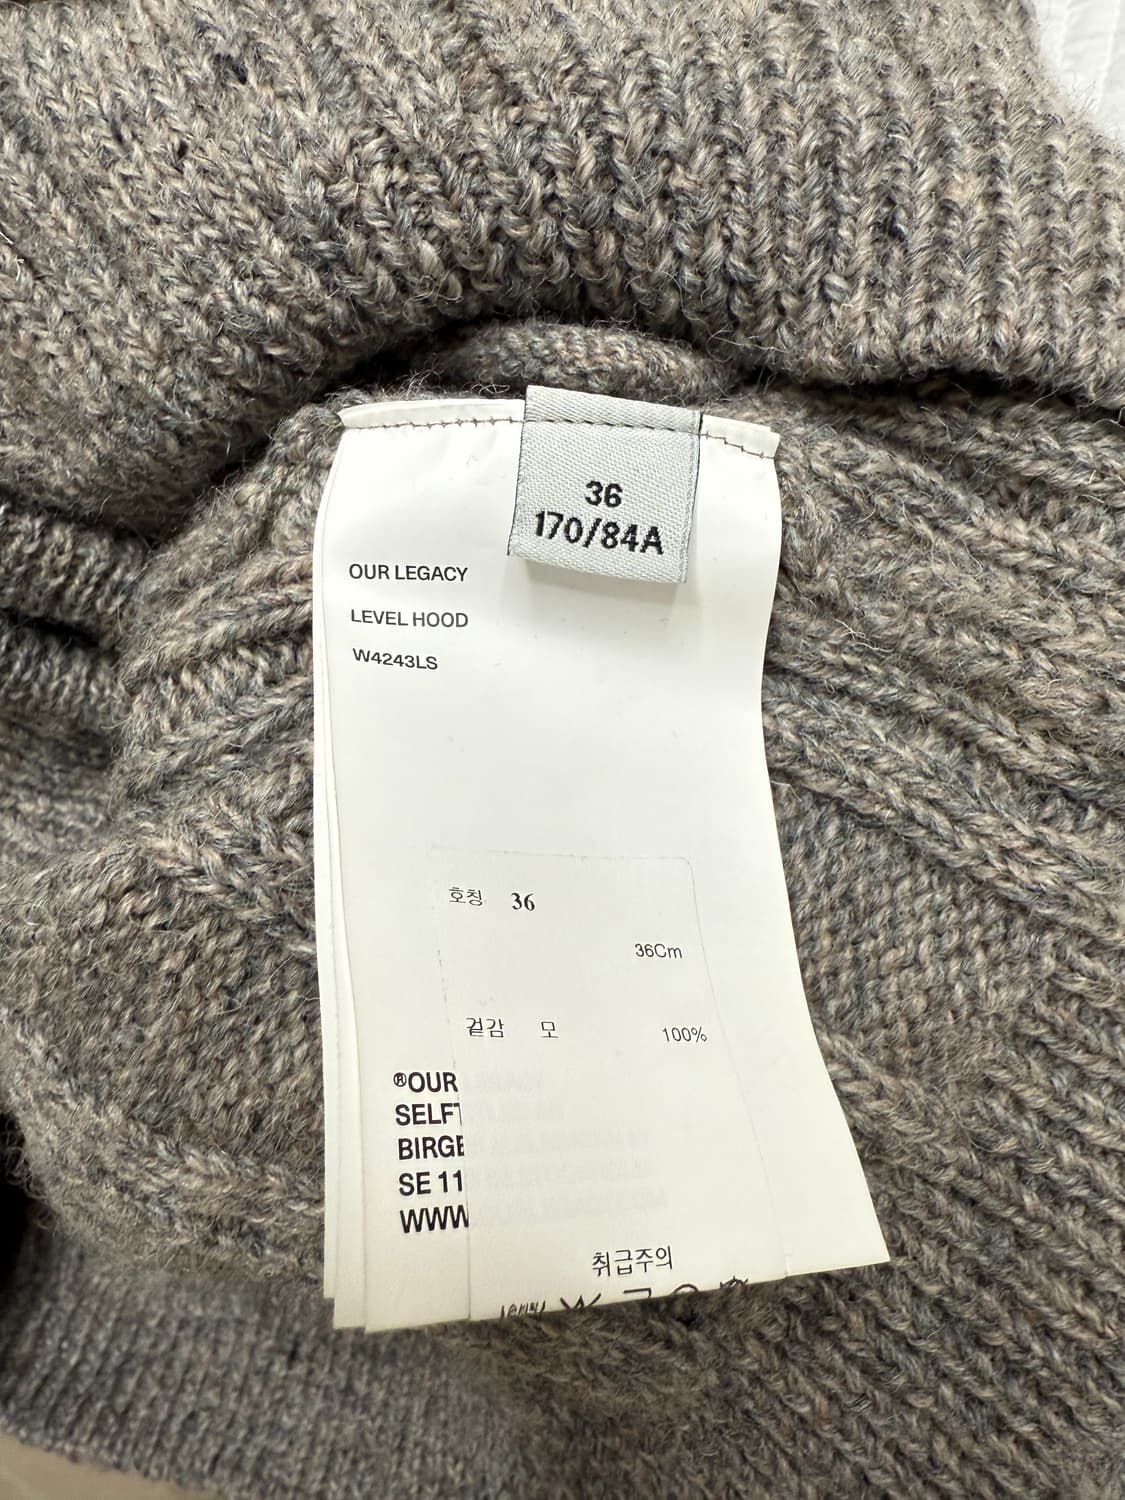 36
170/84A
OUR LEGACY
LEVEL HOOD
W4243LS
호칭 36
36Cm
겉감 모 100%
®OUR
SELFT
BIRGE
SE 11
WWW
취급주의